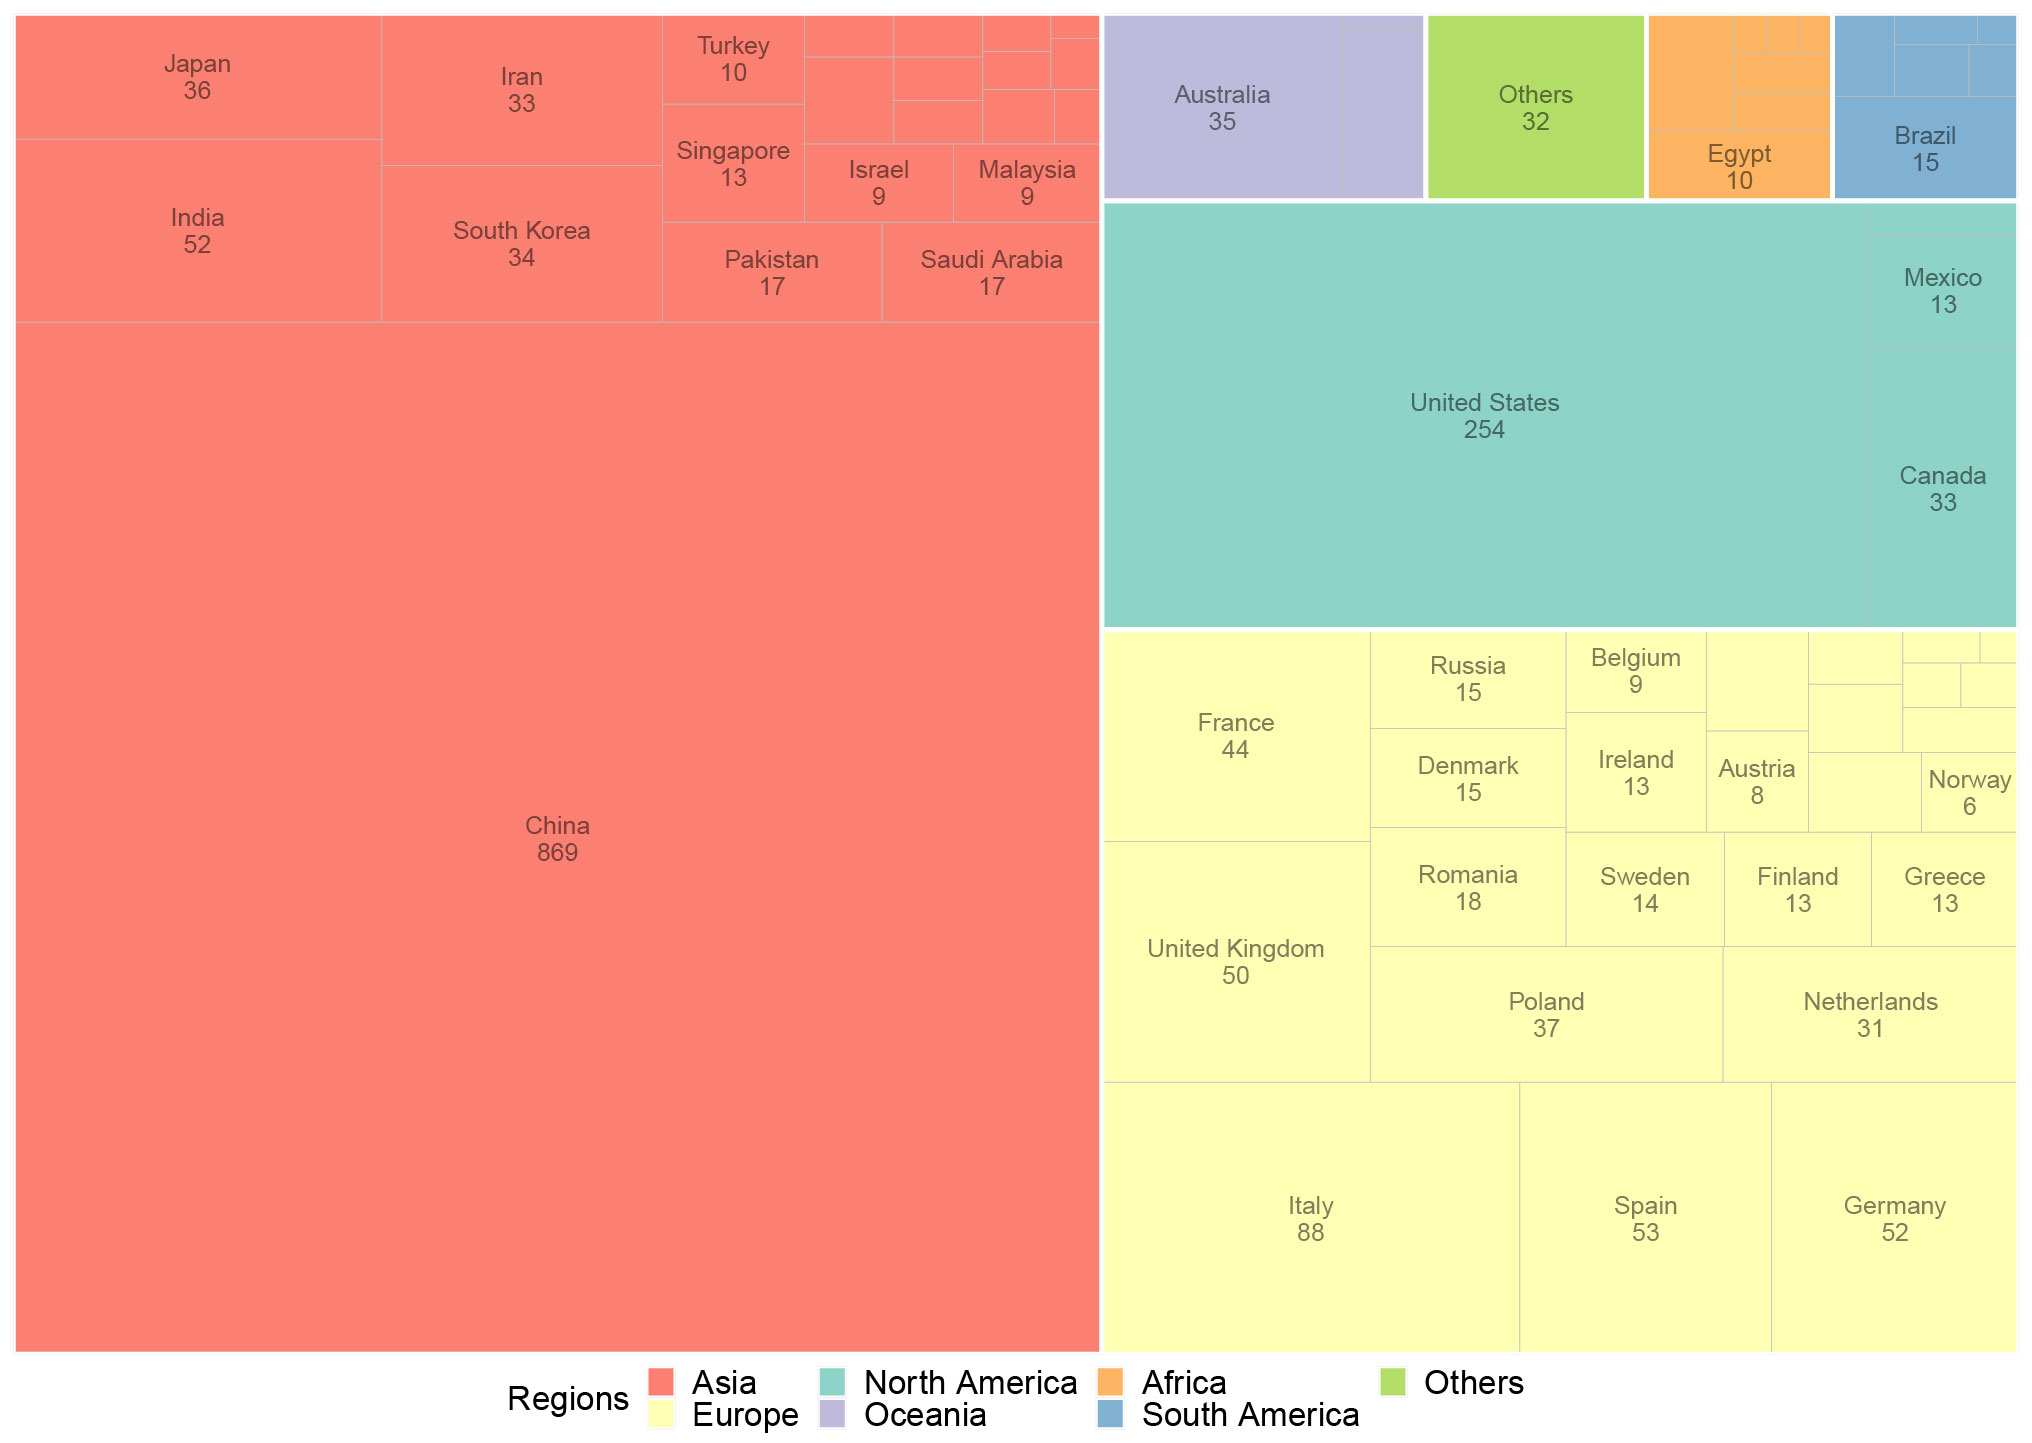 Japan
36
Iran
33
Turkey
10
Singapore
13
Israel
9
Malaysia
9
India
52
South Korea
34
Pakistan
17
Saudi Arabia
17
China
869
Australia
35
Others
32
Egypt
10
Brazil
15
United States
254
Mexico
13
Canada
33
France
44
Russia
15
Belgium
9
Denmark
15
Ireland
13
Austria
8
Norway
6
United Kingdom
50
Romania
18
Sweden
14
Finland
13
Greece
13
Poland
37
Netherlands
31
Italy
88
Spain
53
Germany
52
Regions
Asia
North America
Africa
Others
Europe
Oceania
South America